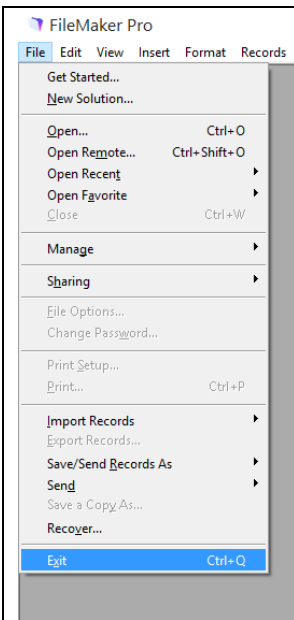 FileMaker Pro
File Edit View Insert Format Records
Get Started...
New Solution...
Open... Ctrl+O
Open Remote... Ctrl+Shift+O
Open Recent
Open Favorite
Close Ctrl+W
Manage
Sharing
File Options...
Change Password...
Print Setup...
Print... Ctrl+P
Import Records
Export Records...
Save/Send Records As
Send
Save a Copy As...
Recover...
Exit Ctrl+Q